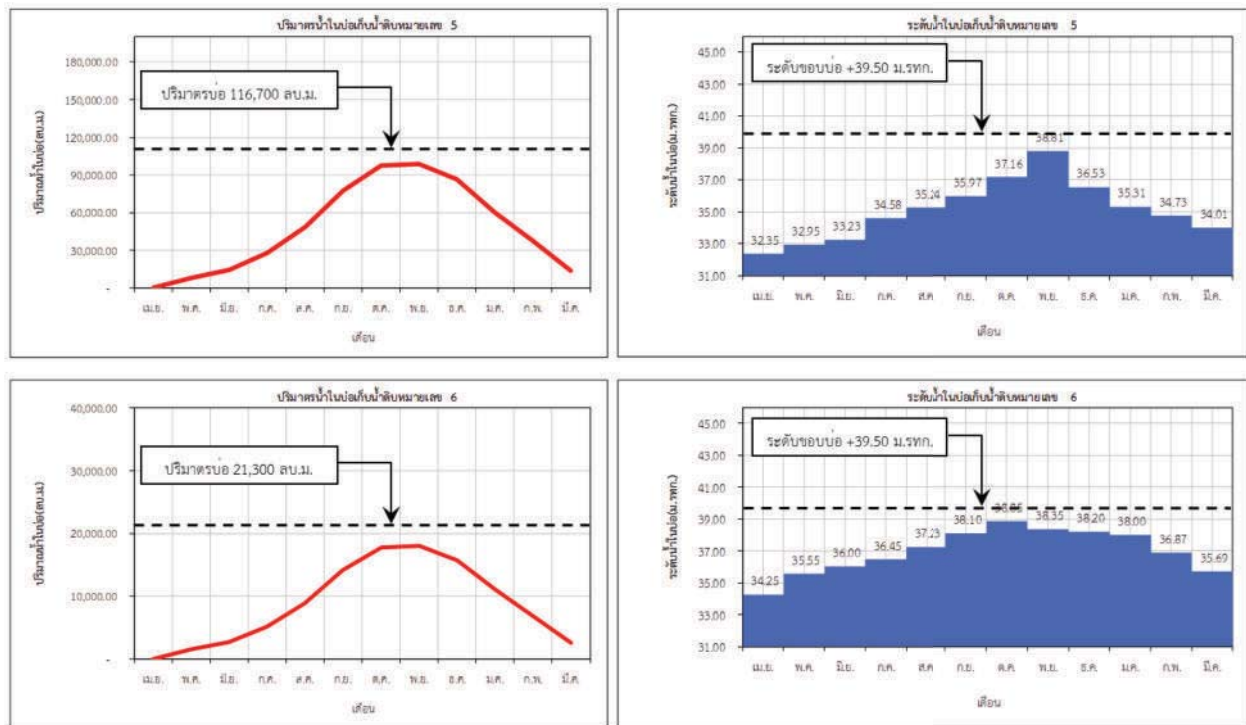 ปริมาตรน้ำในบ่อเก็บน้ำดิบหมายเลข 5
ปริมาณน้ำในบ่อ(ลบ.ม)
180,000.00
150,000.00
120,000.00
90,000.00
60,000.00
30,000.00
-
ปริมาตรบ่อ 116,700 ลบ.ม.
เม.ย. พ.ค. มิ.ย. ก.ค. ส.ค. ก.ย. ต.ค. พ.ย. ธ.ค. ม.ค. ก.พ. มี.ค.
เดือน
ระดับน้ำในบ่อเก็บน้ำดิบหมายเลข 5
ระดับน้ำในบ่อ(ม.รทก.)
45.00
43.00
41.00
39.00
37.00
35.00
33.00
31.00
ระดับขอบบ่อ +39.50 ม.รทก.
32.35 32.95 33.23 34.58 35.24 35.97 37.16 38.81 36.53 35.31 34.73 34.01
เม.ย. พ.ค. มิ.ย. ก.ค. ส.ค ก.ย. ต.ค. พ.ย. ธ.ค. ม.ค. ก.พ. มี.ค.
เดือน
ปริมาตรน้ำในบ่อเก็บน้ำดิบหมายเลข 6
ปริมาณน้ำในบ่อ(ลบ.ม)
40,000.00
30,000.00
20,000.00
10,000.00
-
ปริมาตรบ่อ 21,300 ลบ.ม.
เม.ย. พ.ค. มิ.ย. ก.ค. ส.ค. ก.ย. ต.ค. พ.ย. ธ.ค. ม.ค. ก.พ. มี.ค.
เดือน
ระดับน้ำในบ่อเก็บน้ำดิบหมายเลข 6
ระดับน้ำในบ่อ(ม.รทก.)
45.00
43.00
41.00
39.00
37.00
35.00
33.00
31.00
ระดับขอบบ่อ +39.50 ม.รทก.
34.25 35.55 36.00 36.45 37.23 38.10 38.35 38.20 38.00 36.87 35.69
เม.ย. พ.ค. มิ.ย. ก.ค. ส.ค ก.ย. ต.ค. พ.ย. ธ.ค. ม.ค. ก.พ. มี.ค.
เดือน